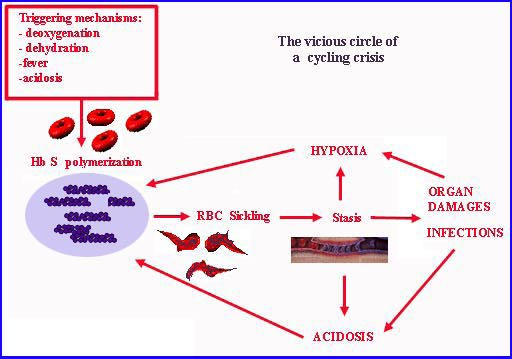 Triggering mechanisms:
- deoxygenation
- dehydration
-fever
-acidosis
The vicious circle of
a cycling crisis
Hb S polymerization
HYPOXIA
RBC Sickling
Stasis
ORGAN
DAMAGES
INFECTIONS
ACIDOSIS